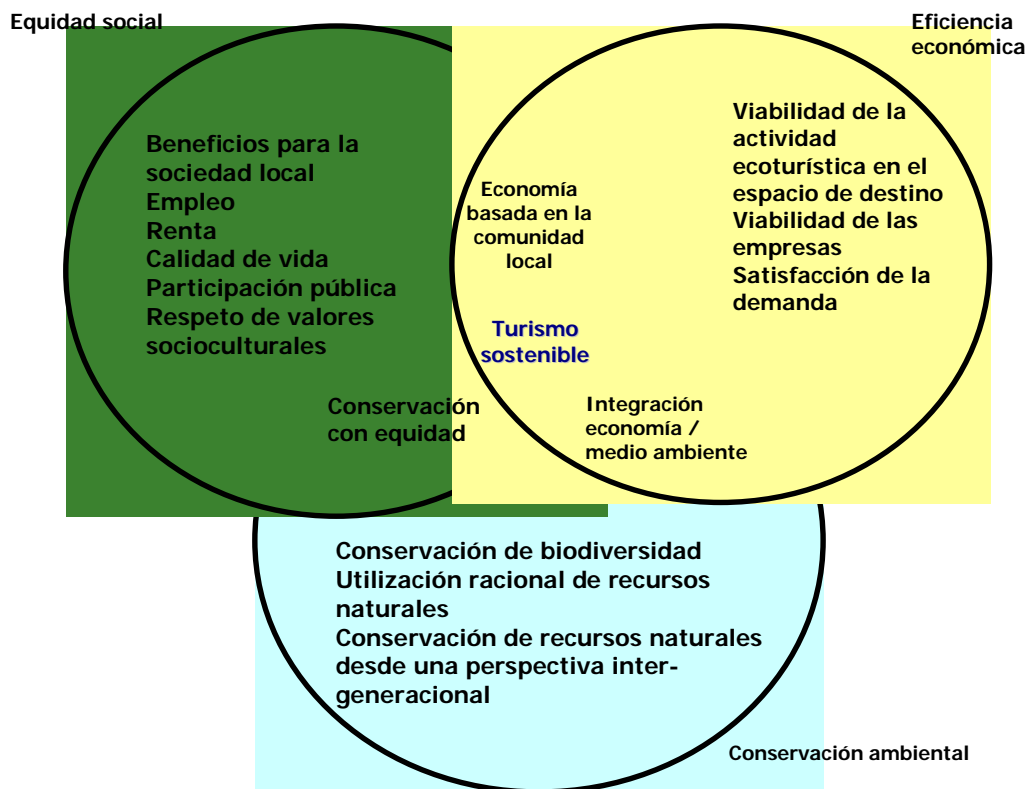 Equidad social
Eficiencia
económica
Beneficios para la
sociedad local
Empleo
Renta
Calidad de vida
Participación pública
Respeto de valores
socioculturales
Economía
basada en la
comunidad
local
Viabilidad de la
actividad
ecoturística en el
espacio de destino
Viabilidad de las
empresas
Satisfacción de la
demanda
Turismo
sostenible
Conservación
con equidad
Integración
economía /
medio ambiente
Conservación de biodiversidad
Utilización racional de recursos
naturales
Conservación de recursos naturales
desde una perspectiva inter-
generacional
Conservación ambiental